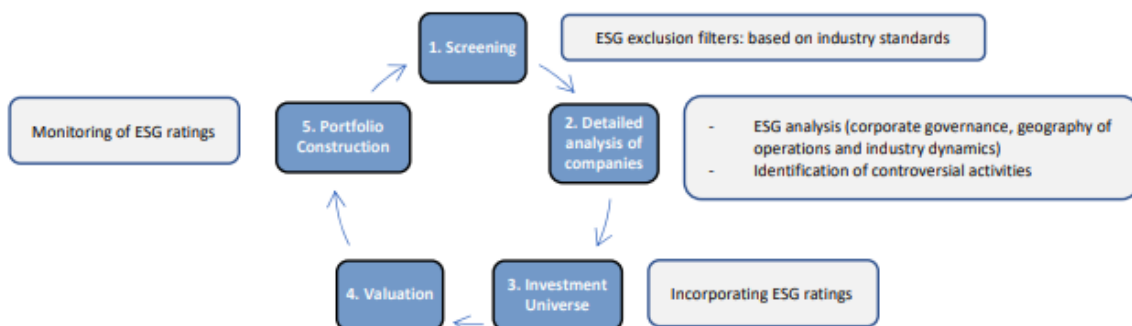 1. Screening
ESG exclusion filters: based on industry standards
Monitoring of ESG ratings
5. Portfolio
Construction
2. Detailed
analysis of
companies
- ESG analysis (corporate governance, geography of
operations and industry dynamics)
- Identification of controversial activities
4. Valuation
3. Investment
Universe
Incorporating ESG ratings